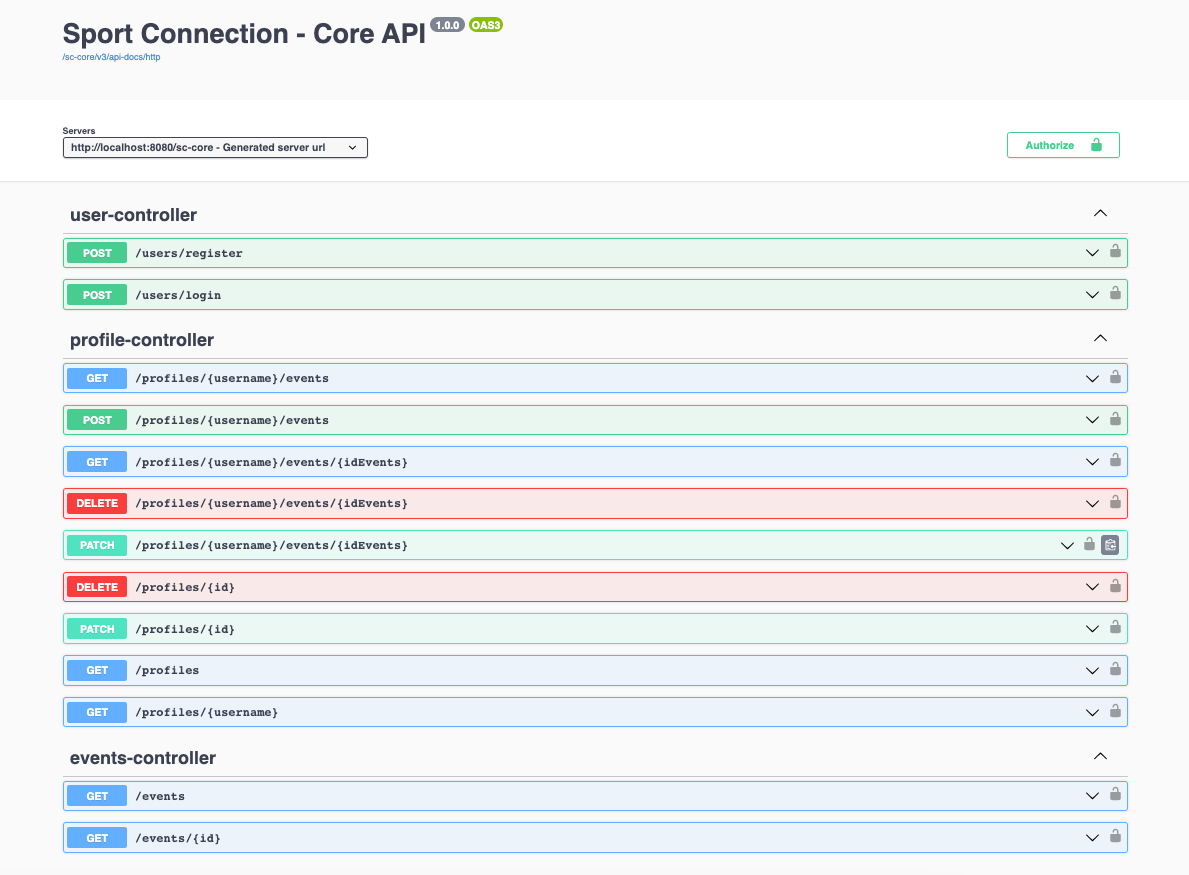 Sport Connection - Core API 1.0.0 OAS3
/sc-core/v3/api-docs/http
Servers
http://localhost:8080/sc-core - Generated server url
Authorize
user-controller
POST /users/register
POST /users/login
profile-controller
GET /profiles/{username}/events
POST /profiles/{username}/events
GET /profiles/{username}/events/{idEvents}
DELETE /profiles/{username}/events/{idEvents}
PATCH /profiles/{username}/events/{idEvents}
DELETE /profiles/{id}
PATCH /profiles/{id}
GET /profiles
GET /profiles/{username}
events-controller
GET /events
GET /events/{id}